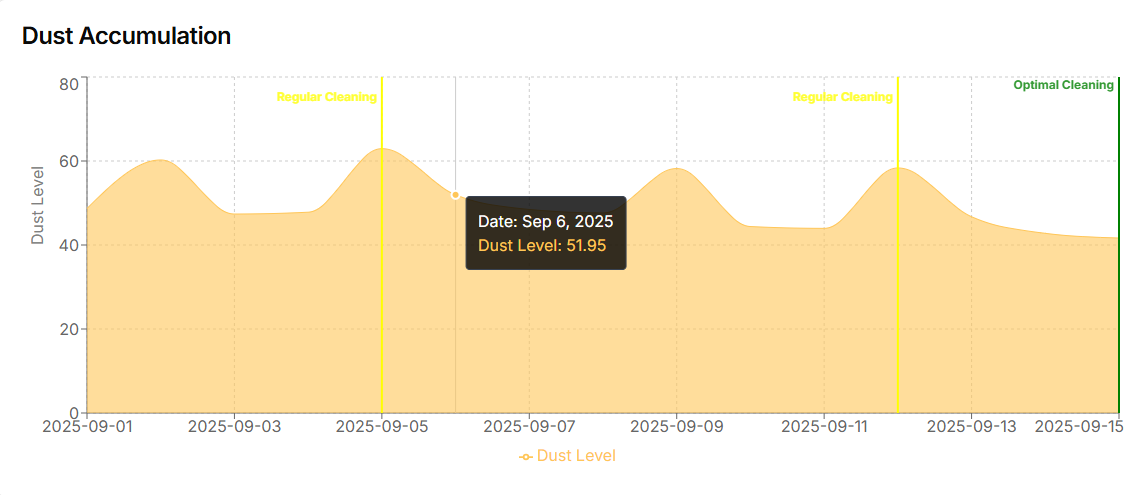 Dust Accumulation
80
Optimal Cleaning
Regular Cleaning
Regular Cleaning
60
Dust Level
Date: Sep 6, 2025
Dust Level: 51.95
40
20
0
2025-09-01
2025-09-03
2025-09-05
2025-09-07
2025-09-09
2025-09-11
2025-09-13
2025-09-15
Dust Level